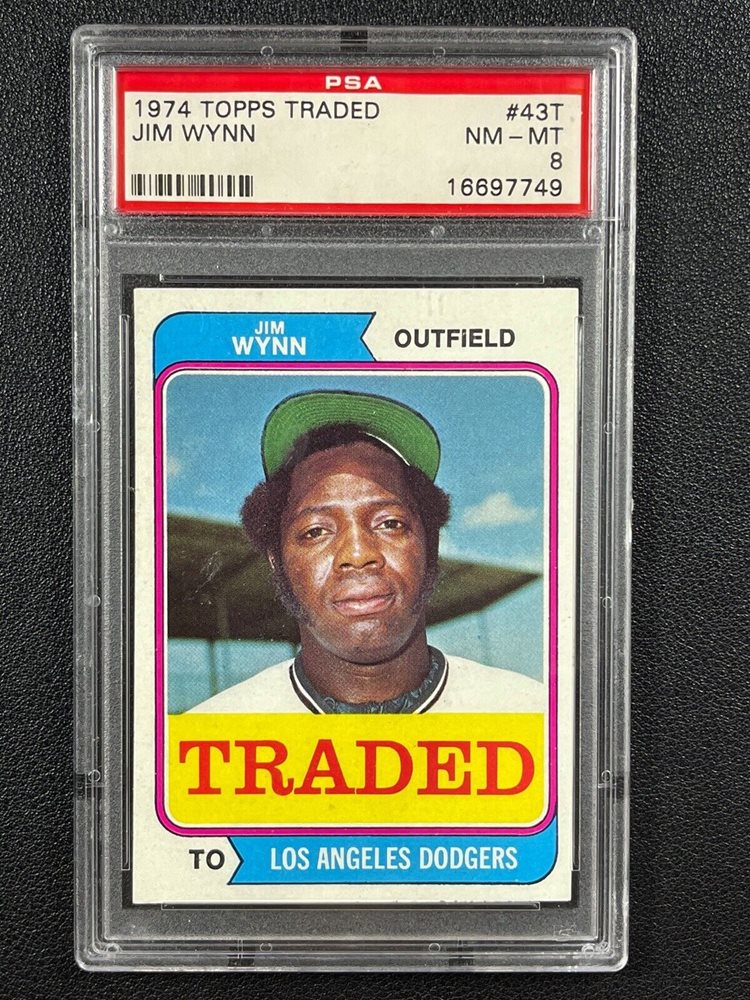 PSA
1974 TOPPS TRADED #43T
JIM WYNN NM - MT
8
16697749
JIM
WYNN
OUTFIELD
TRADED
TO LOS ANGELES DODGERS